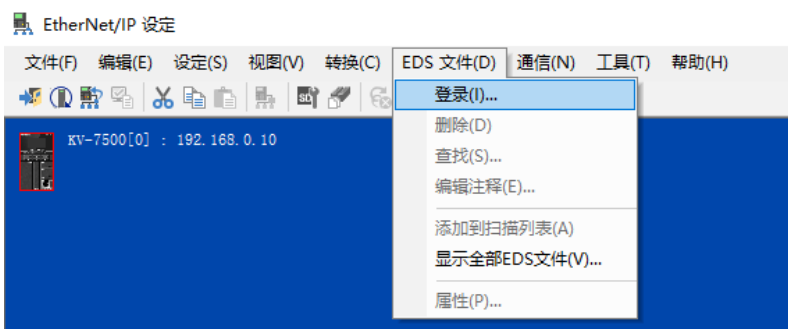 EtherNet/IP 设定
文件(F) 编辑(E) 设定(S) 视图(V) 转换(C) EDS 文件(D) 通信(N) 工具(T) 帮助(H)
登录(I)...
删除(D)
查找(S)...
编辑注释(E)...
添加到扫描列表(A)
显示全部EDS文件(V)...
属性(P)...
KV-7500[0] : 192.168.0.10